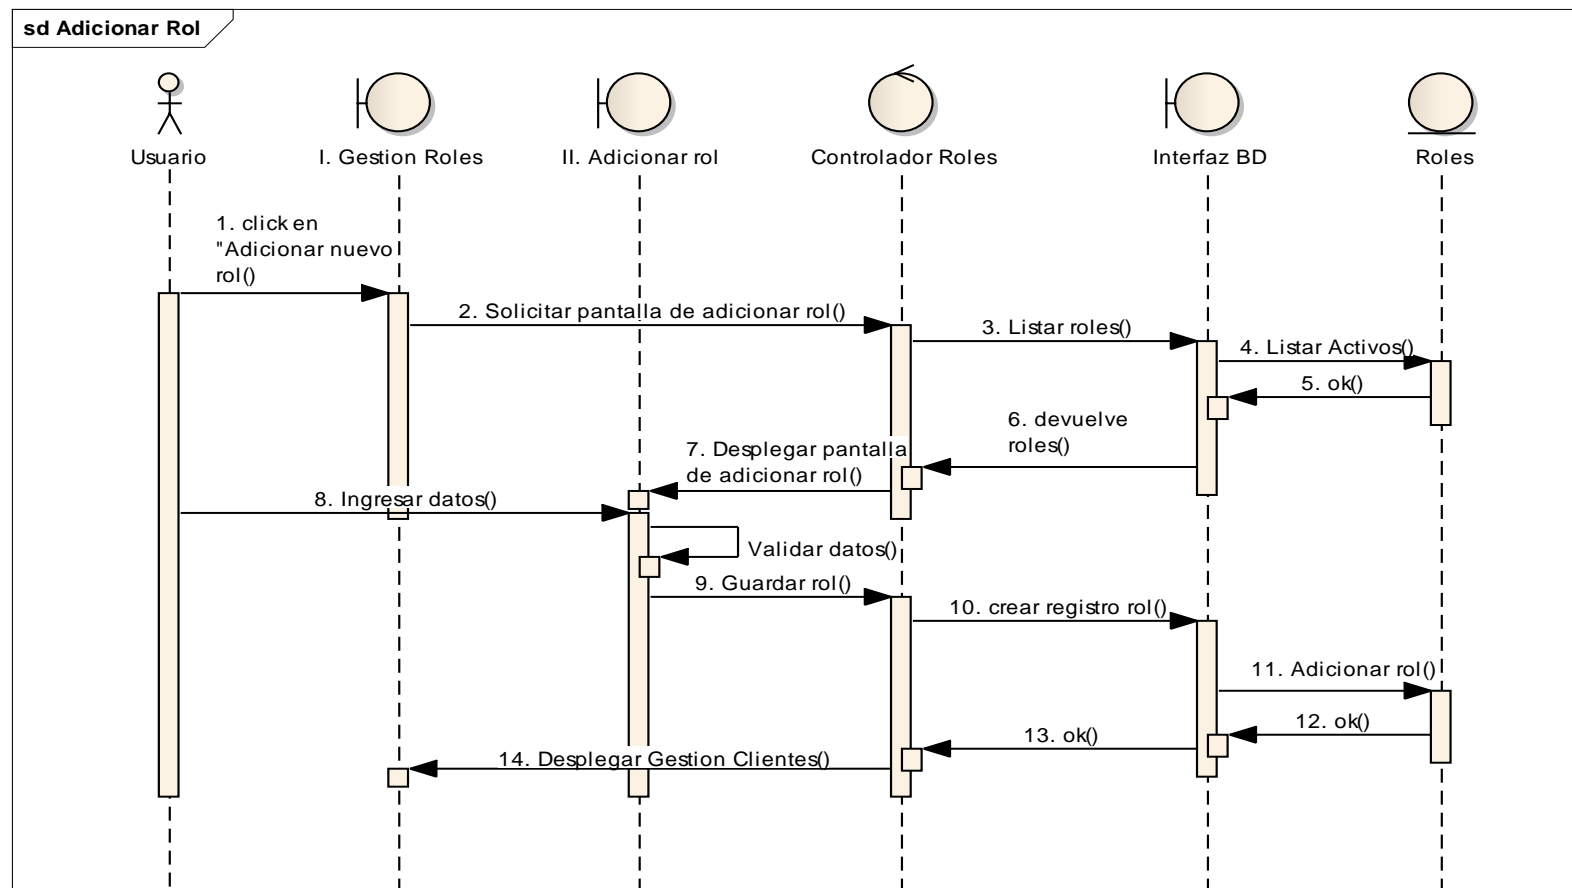 sd Adicionar Rol
Usuario
I. Gestion Roles
II. Adicionar rol
Controlador Roles
Interfaz BD
Roles
1. click en
"Adicionar nuevo
rol()
2. Solicitar pantalla de adicionar rol()
3. Listar roles()
4. Listar Activos()
5. ok()
6. devuelve
roles()
7. Desplegar pantalla
de adicionar rol()
8. Ingresar datos()
Validar datos()
9. Guardar rol()
10. crear registro rol()
11. Adicionar rol()
12. ok()
13. ok()
14. Desplegar Gestion Clientes()